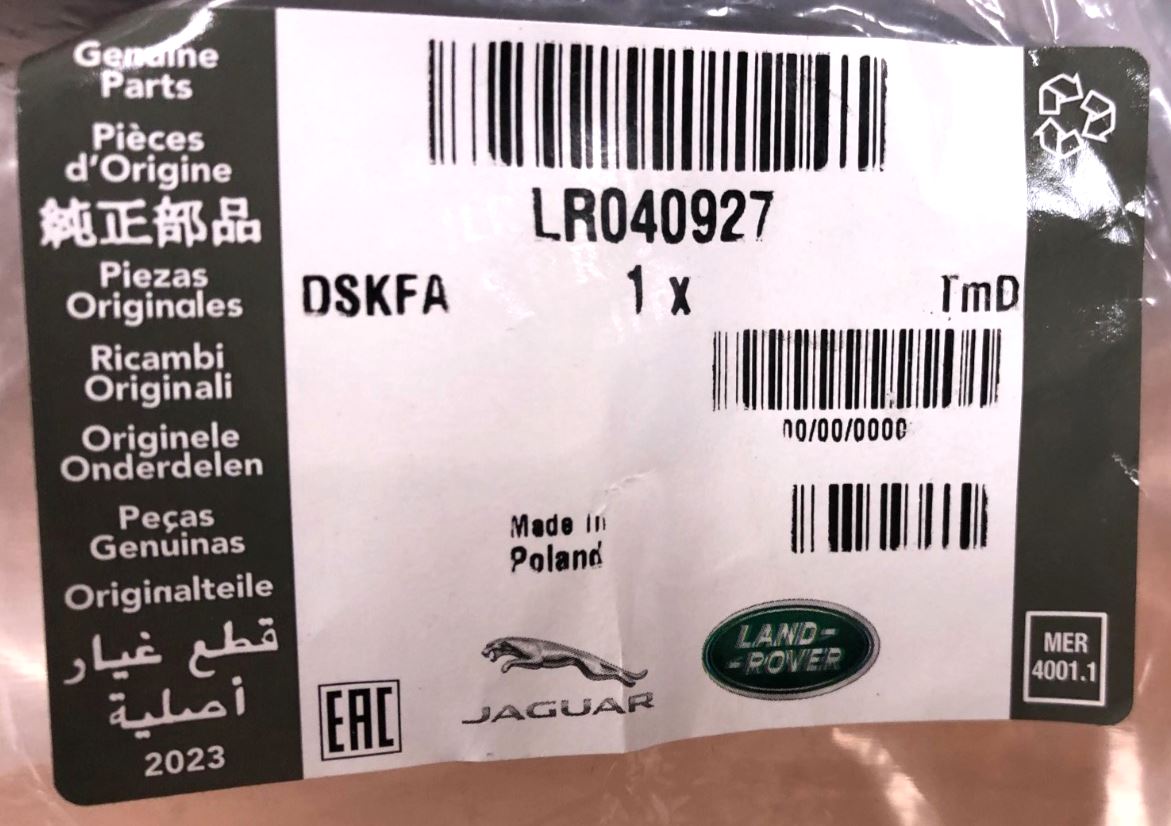 Genuine
Parts
Pièces
d'Origine
純正部品
Piezas
Originales
Ricambi
Originali
Originele
Onderdelen
Peças
Genuinas
Originalteile
قطع غيار
أصلية
2023
LR040927
DSKFA 1 x TmD
00/00/0000
Made in
Poland
EAC
JAGUAR
LAND-
-ROVER
MER
4001.1